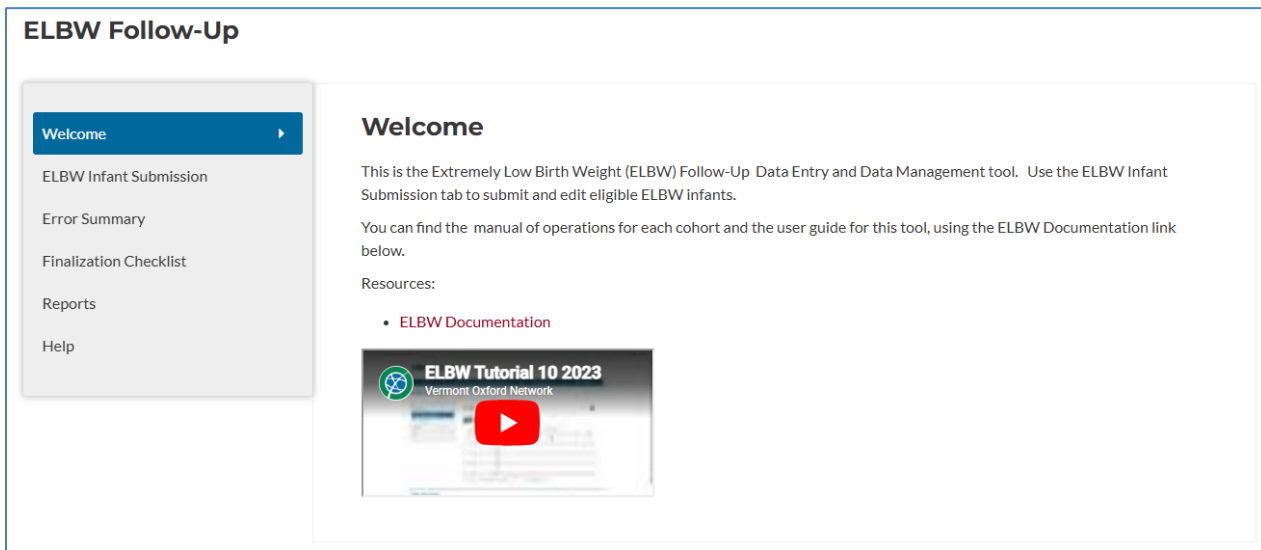 ELBW Follow-Up
Welcome
ELBW Infant Submission
Error Summary
Finalization Checklist
Reports
Help
Welcome
This is the Extremely Low Birth Weight (ELBW) Follow-Up Data Entry and Data Management tool. Use the ELBW Infant
Submission tab to submit and edit eligible ELBW infants.
You can find the manual of operations for each cohort and the user guide for this tool, using the ELBW Documentation link
below.
Resources:
• ELBW Documentation
ELBW Tutorial 10 2023
Vermont Oxford Network